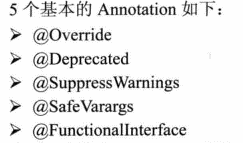 5 个基本的 Annotation 如下：
➢ @Override
➢ @Deprecated
➢ @SuppressWarnings
➢ @SafeVarargs
➢ @FunctionalInterface